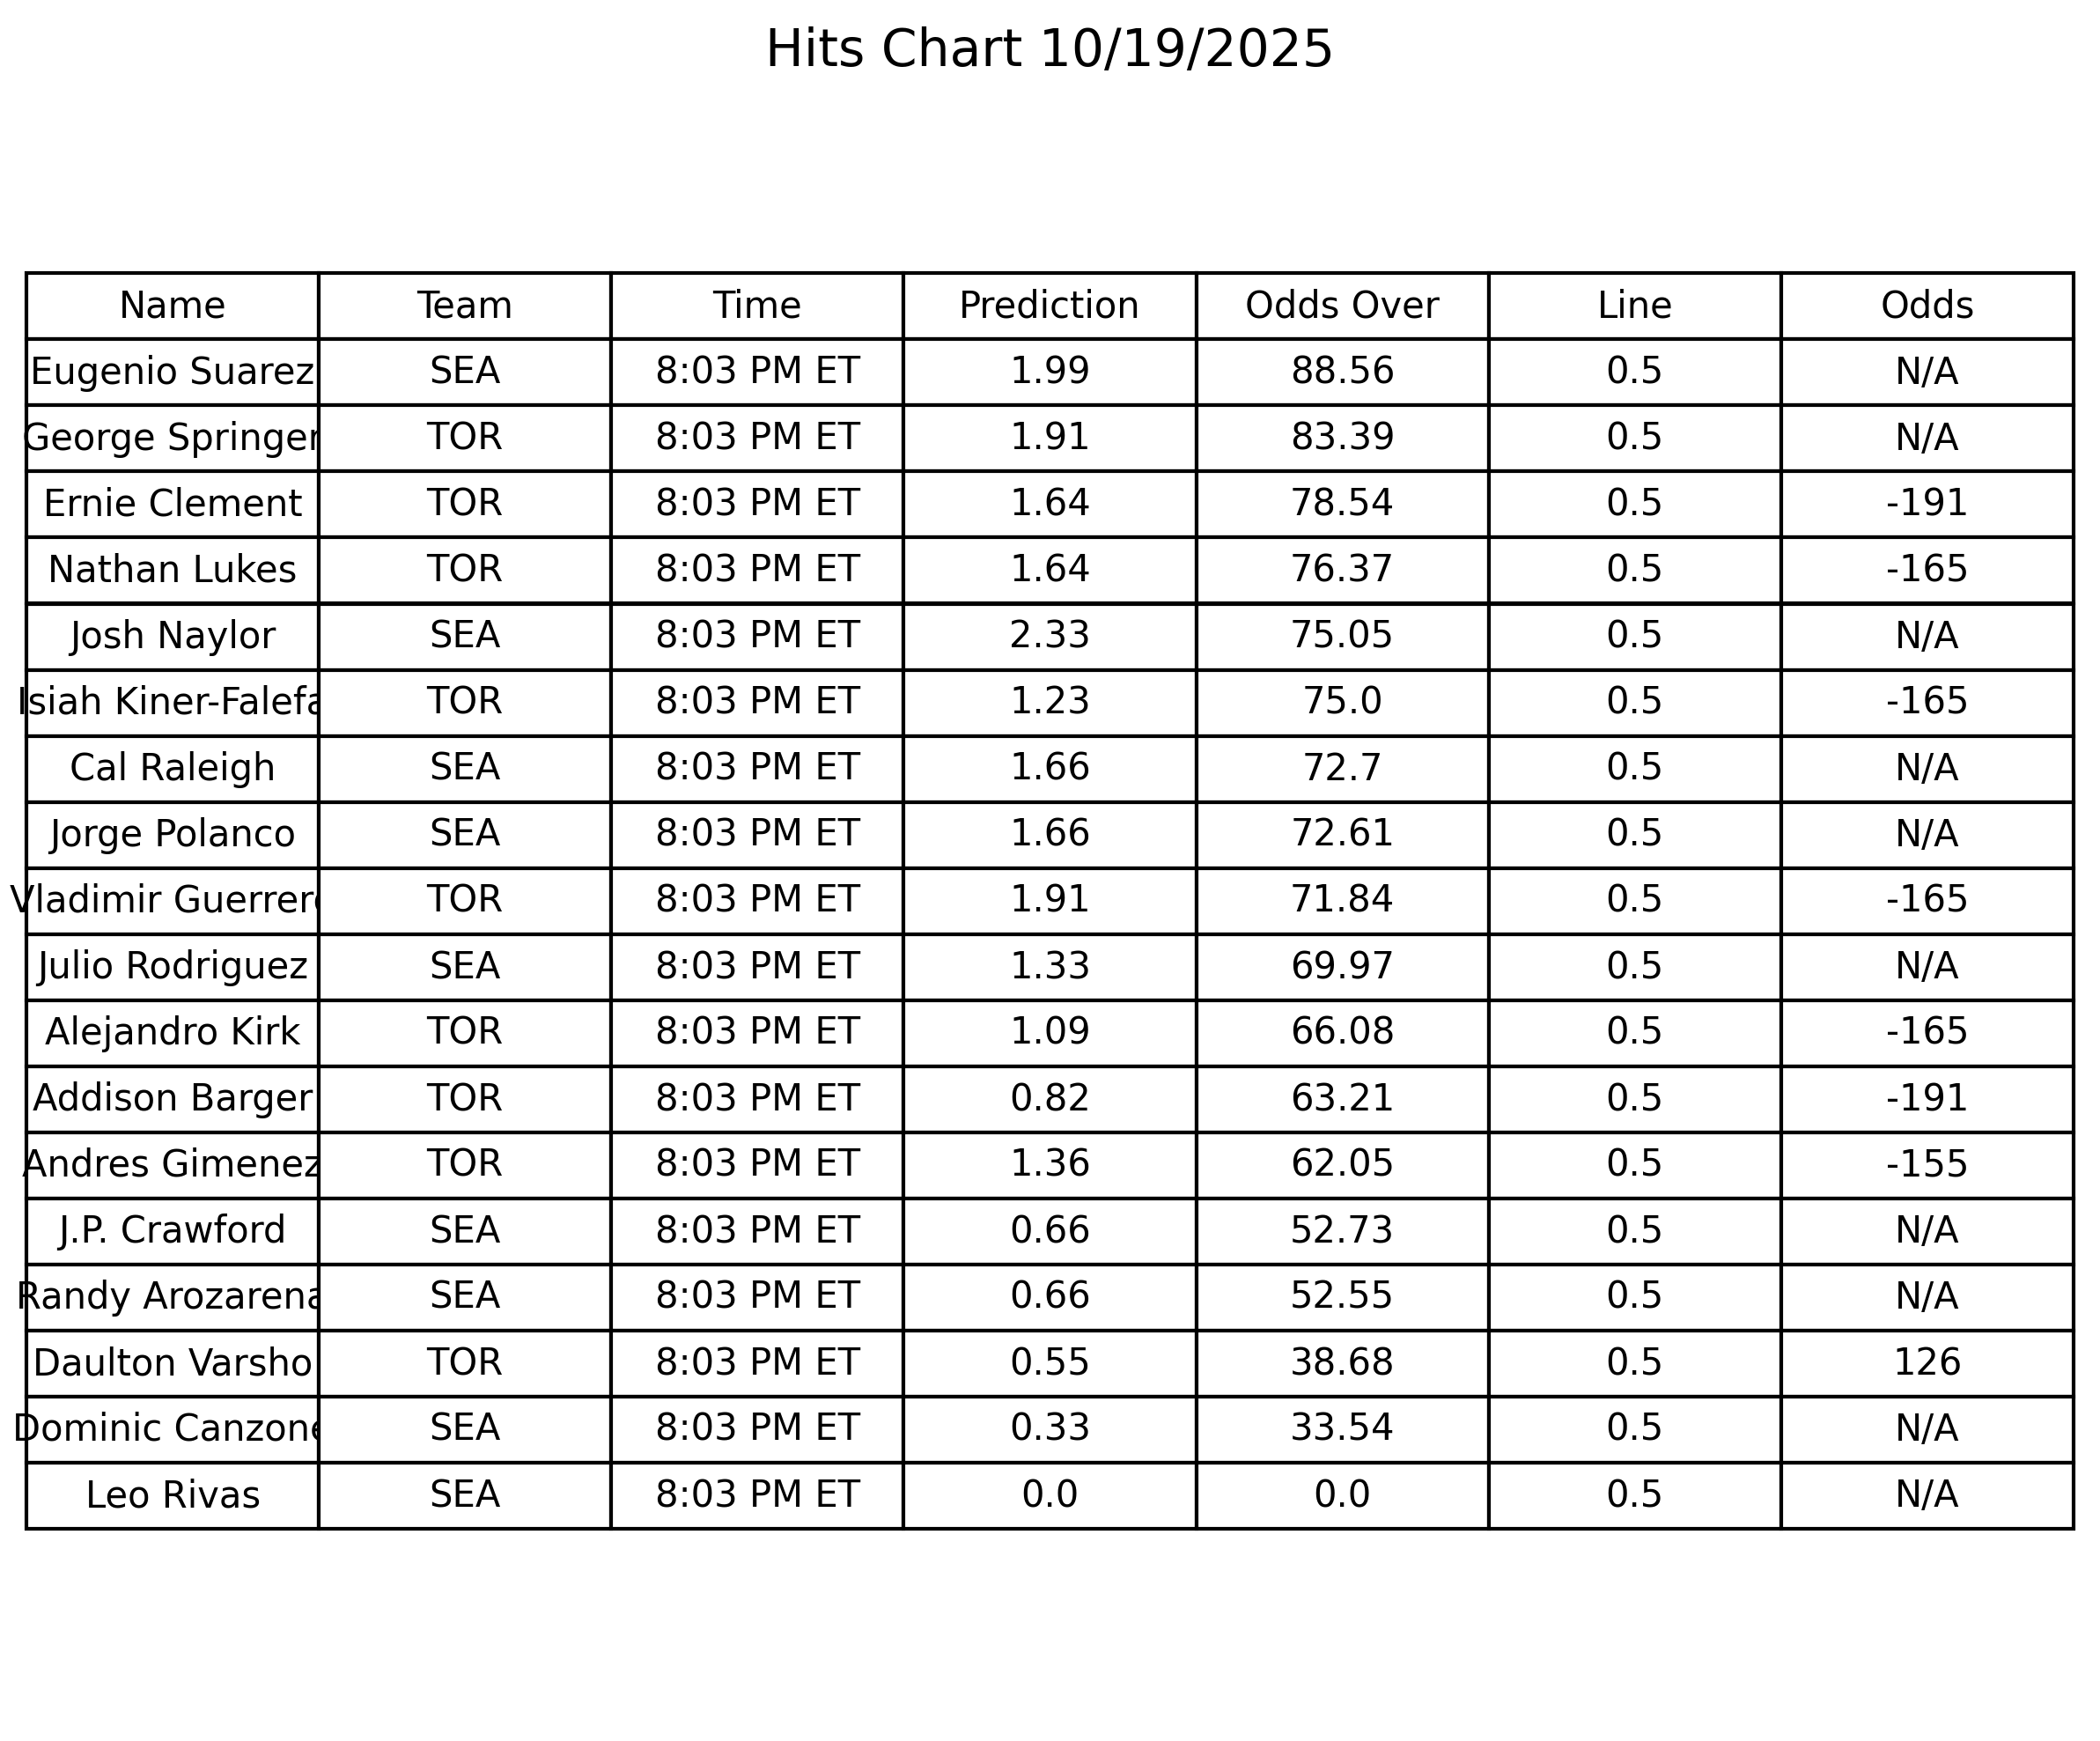 Hits Chart 10/19/2025
Name Team Time Prediction Odds Over Line Odds
Eugenio Suarez SEA 8:03 PM ET 1.99 88.56 0.5 N/A
George Springer TOR 8:03 PM ET 1.91 83.39 0.5 N/A
Ernie Clement TOR 8:03 PM ET 1.64 78.54 0.5 -191
Nathan Lukes TOR 8:03 PM ET 1.64 76.37 0.5 -165
Josh Naylor SEA 8:03 PM ET 2.33 75.05 0.5 N/A
Isiah Kiner-Falefa TOR 8:03 PM ET 1.23 75.0 0.5 -165
Cal Raleigh SEA 8:03 PM ET 1.66 72.7 0.5 N/A
Jorge Polanco SEA 8:03 PM ET 1.66 72.61 0.5 N/A
Vladimir Guerrero TOR 8:03 PM ET 1.91 71.84 0.5 -165
Julio Rodriguez SEA 8:03 PM ET 1.33 69.97 0.5 N/A
Alejandro Kirk TOR 8:03 PM ET 1.09 66.08 0.5 -165
Addison Barger TOR 8:03 PM ET 0.82 63.21 0.5 -191
Andres Gimenez TOR 8:03 PM ET 1.36 62.05 0.5 -155
J.P. Crawford SEA 8:03 PM ET 0.66 52.73 0.5 N/A
Randy Arozarena SEA 8:03 PM ET 0.66 52.55 0.5 N/A
Daulton Varsho TOR 8:03 PM ET 0.55 38.68 0.5 126
Dominic Canzone SEA 8:03 PM ET 0.33 33.54 0.5 N/A
Leo Rivas SEA 8:03 PM ET 0.0 0.0 0.5 N/A